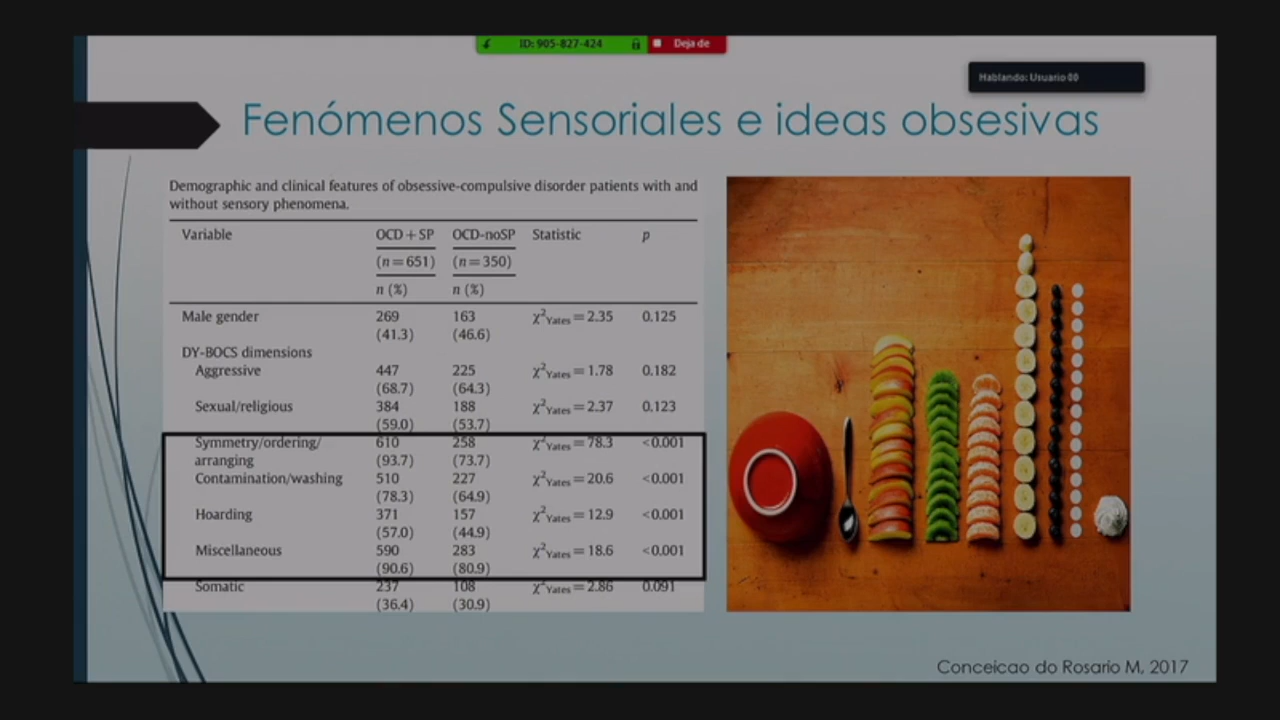 ID: 905-827-424 Deja de
Hablando: Usuario 00
Fenómenos Sensoriales e ideas obsesivas
Demographic and clinical features of obsessive-compulsive disorder patients with and
without sensory phenomena.
Variable OCD + SP OCD-noSP Statistic p
(n = 651) (n = 350)
n (%) n (%)
Male gender 269 163 χ²Yates = 2.35 0.125
(41.3) (46.6)
DY-BOCS dimensions
Aggressive 447 225 χ²Yates = 1.78 0.182
(68.7) (64.3)
Sexual/religious 384 188 χ²Yates = 2.37 0.123
(59.0) (53.7)
Symmetry/ordering/ 610 258 χ²Yates = 78.3 <0.001
arranging (93.7) (73.7)
Contamination/washing 510 227 χ²Yates = 20.6 <0.001
(78.3) (64.9)
Hoarding 371 157 χ²Yates = 12.9 <0.001
(57.0) (44.9)
Miscellaneous 590 283 χ²Yates = 18.6 <0.001
(90.6) (80.9)
Somatic 237 108 χ²Yates = 2.86 0.091
(36.4) (30.9)
Conceicao do Rosario M, 2017